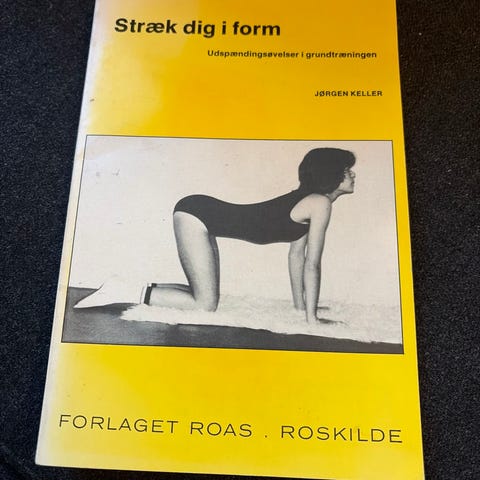 Stræk dig i form
Udspændingsøvelser i grundtræningen
JØRGEN KELLER
FORLAGET ROAS . ROSKILDE